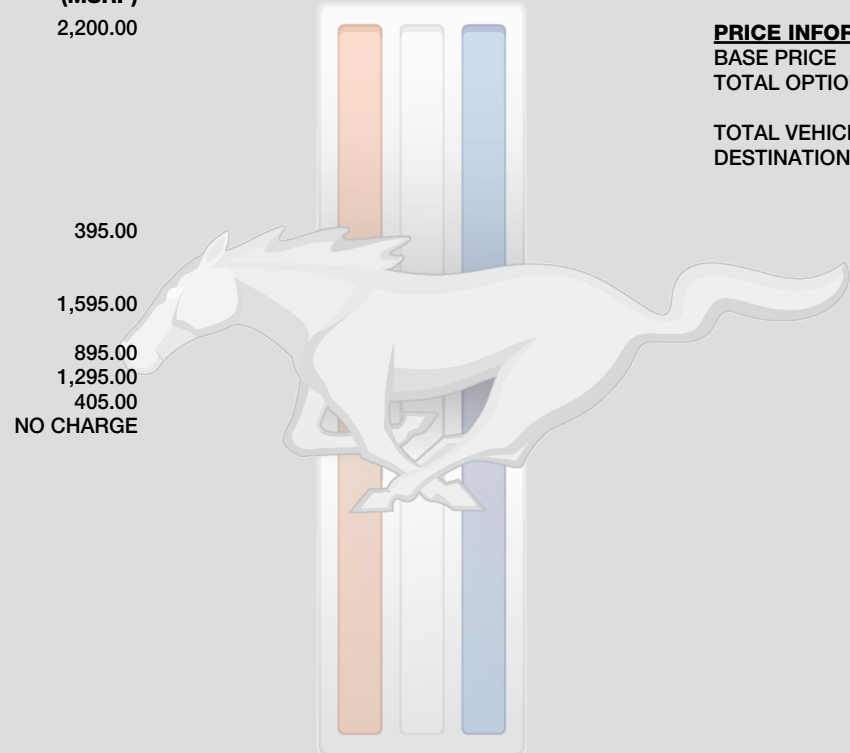 (MSRP)
2,200.00
395.00
1,595.00
895.00
1,295.00
405.00
NO CHARGE
PRICE INFOR
BASE PRICE
TOTAL OPTIO
TOTAL VEHICL
DESTINATION